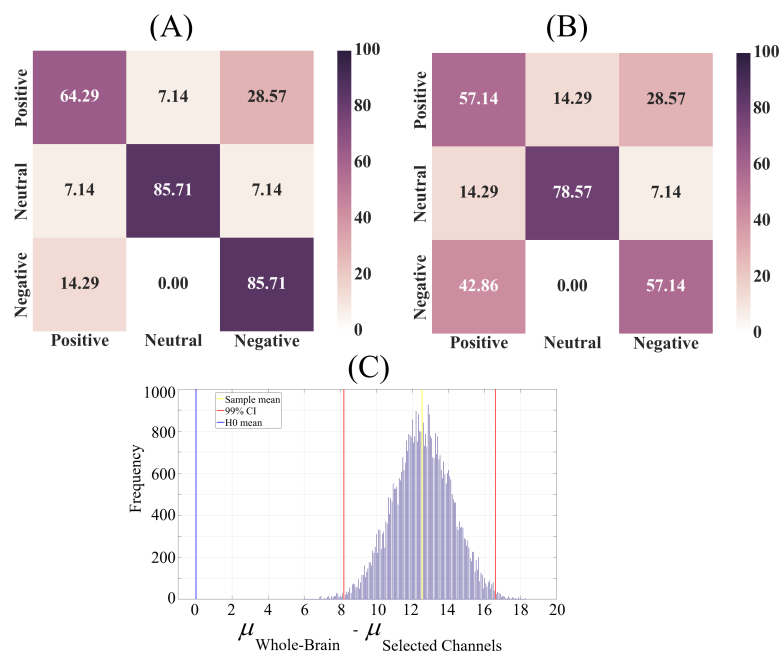 (A)
Positive 64.29 7.14 28.57
Neutral 7.14 85.71 7.14
Negative 14.29 0.00 85.71
Positive Neutral Negative
100
80
60
40
20
0
(B)
Positive 57.14 14.29 28.57
Neutral 14.29 78.57 7.14
Negative 42.86 0.00 57.14
Positive Neutral Negative
100
80
60
40
20
0
(C)
Frequency
1000
800
600
400
200
0
Sample mean
99% CI
H0 mean
0 2 4 6 8 10 12 14 16 18 20
μ Whole-Brain - μ Selected Channels